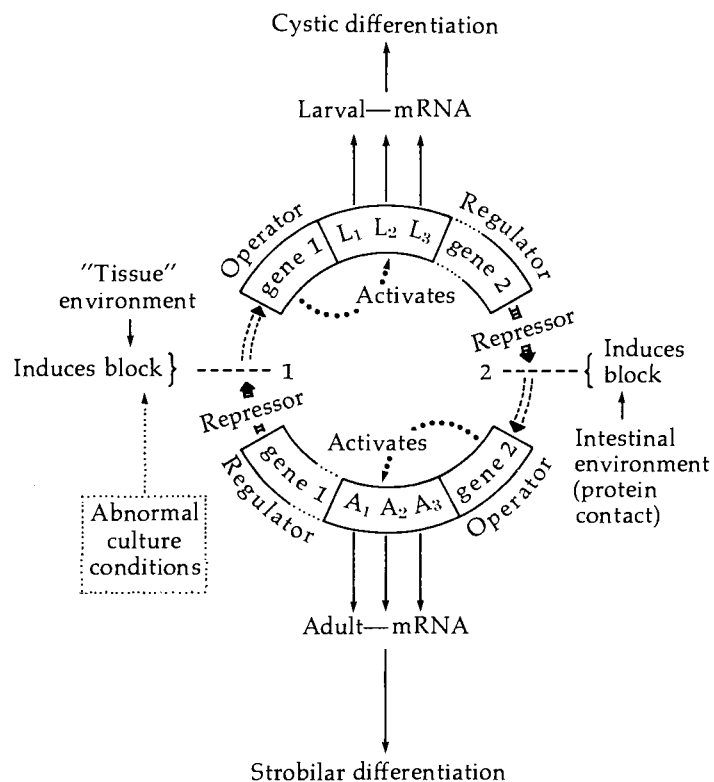 Cystic differentiation
Larval—mRNA
Operator
gene 1
L₁ L₂ L₃
Regulator
gene 2
"Tissue"
environment
Activates
Repressor
Induces block }
1
2
{ Induces
block
Repressor
Activates
Regulator
gene 1
A₁ A₂ A₃
gene 2
Operator
Intestinal
environment
(protein
contact)
Abnormal
culture
conditions
Adult—mRNA
Strobilar differentiation